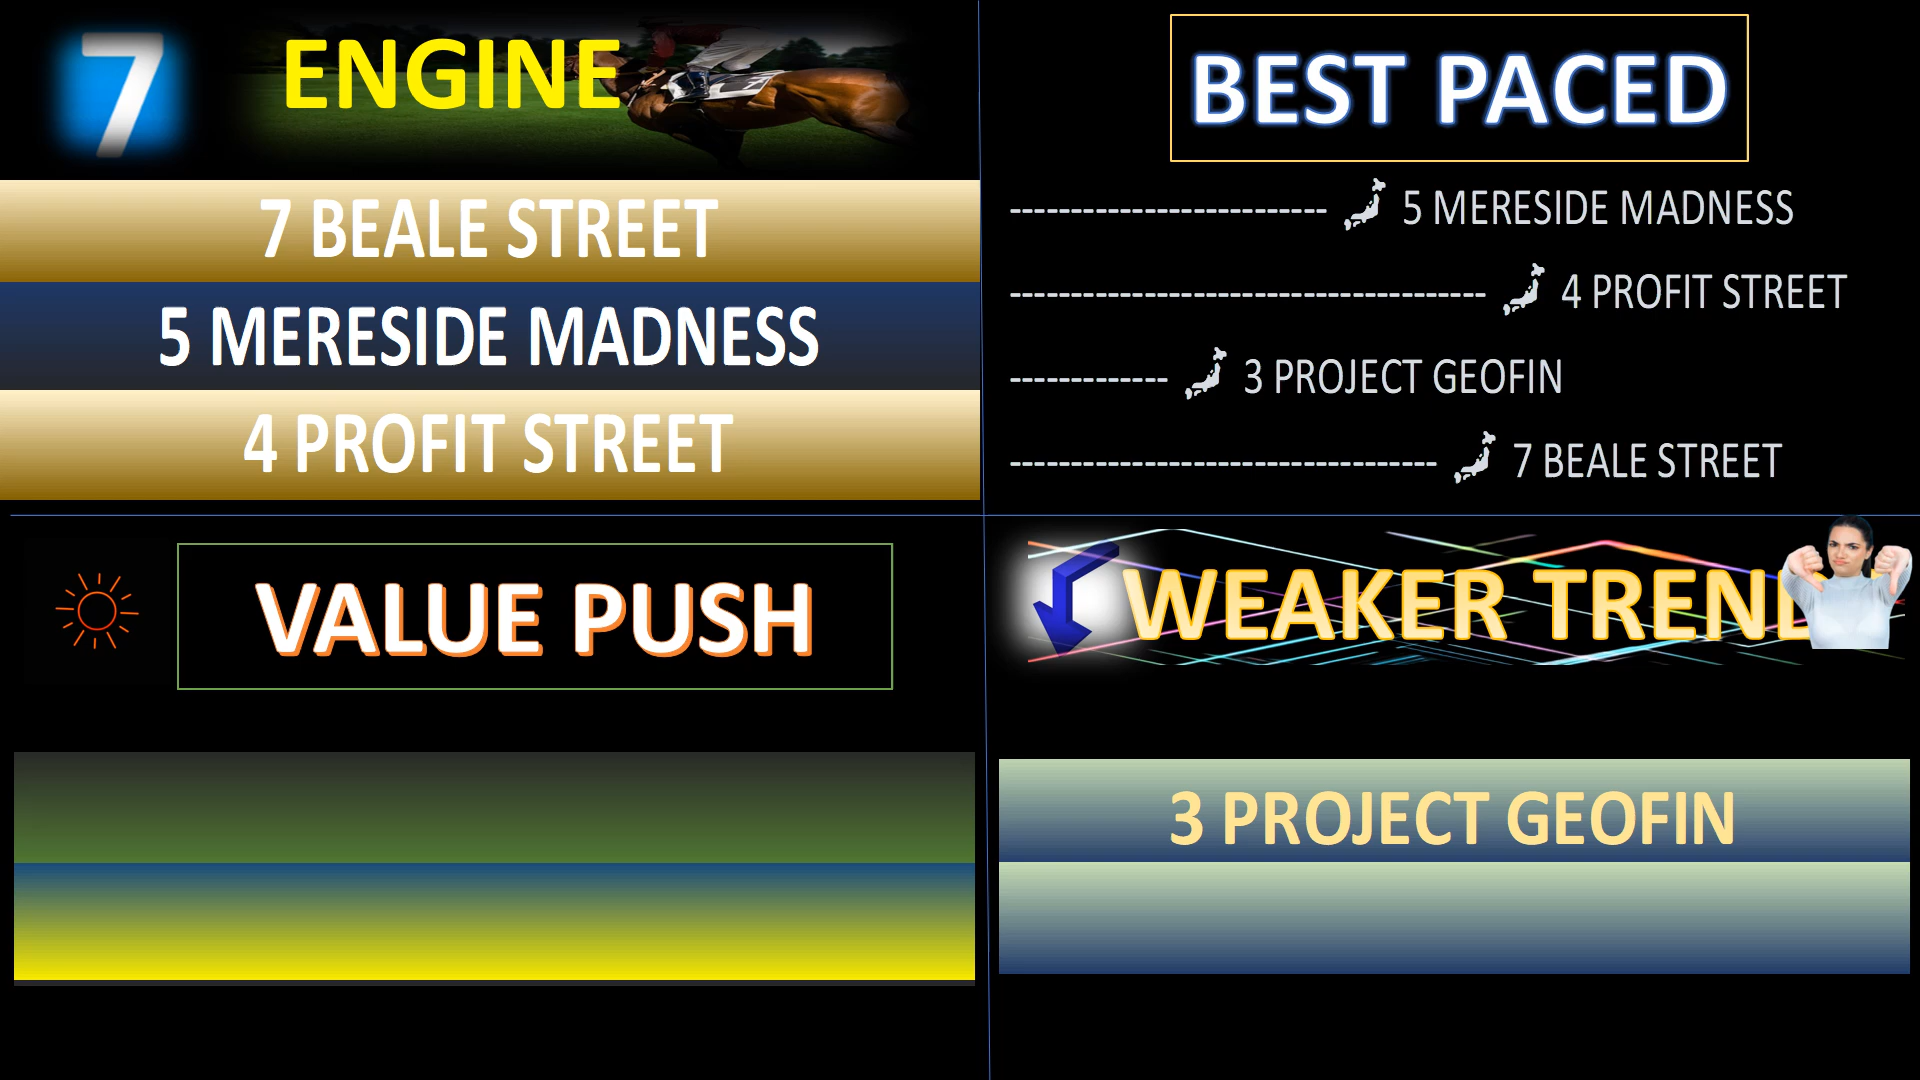 7 ENGINE
7 BEALE STREET
5 MERESIDE MADNESS
4 PROFIT STREET
BEST PACED
-------------------------- 5 MERESIDE MADNESS
--------------------------------------- 4 PROFIT STREET
------------- 3 PROJECT GEOFIN
----------------------------------- 7 BEALE STREET
VALUE PUSH
WEAKER TREND
3 PROJECT GEOFIN